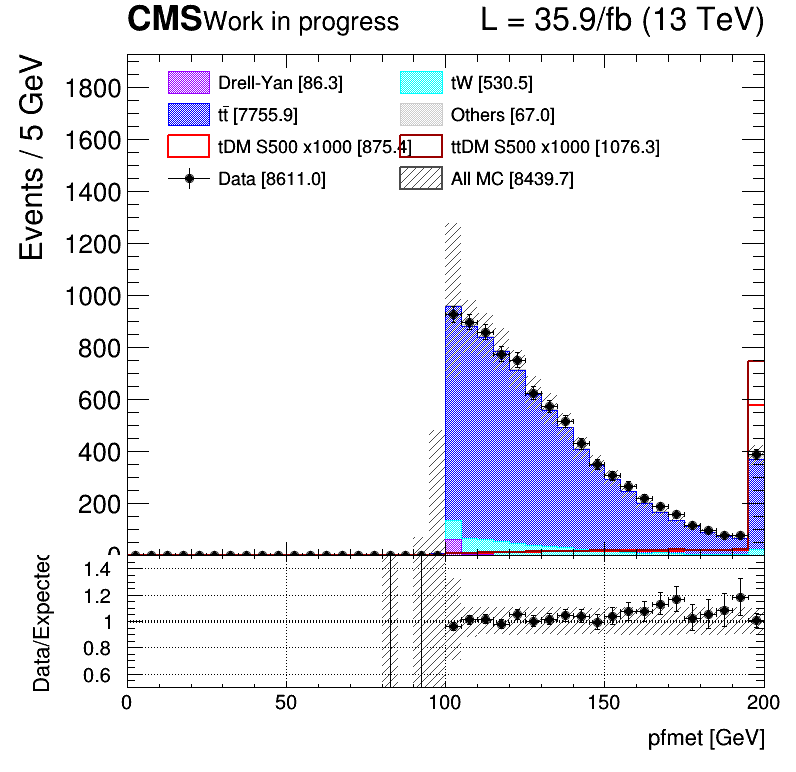 CMS Work in progress L = 35.9/fb (13 TeV)
Events / 5 GeV
1800
1600
1400
1200
1000
800
600
400
200
0
Drell-Yan [86.3]
tW [530.5]
tt̄ [7755.9]
Others [67.0]
tDM S500 x1000 [875.4]
ttDM S500 x1000 [1076.3]
Data [8611.0]
All MC [8439.7]
Data/Expected
1.4
1.2
1
0.8
0.6
0 50 100 150 200
pfmet [GeV]